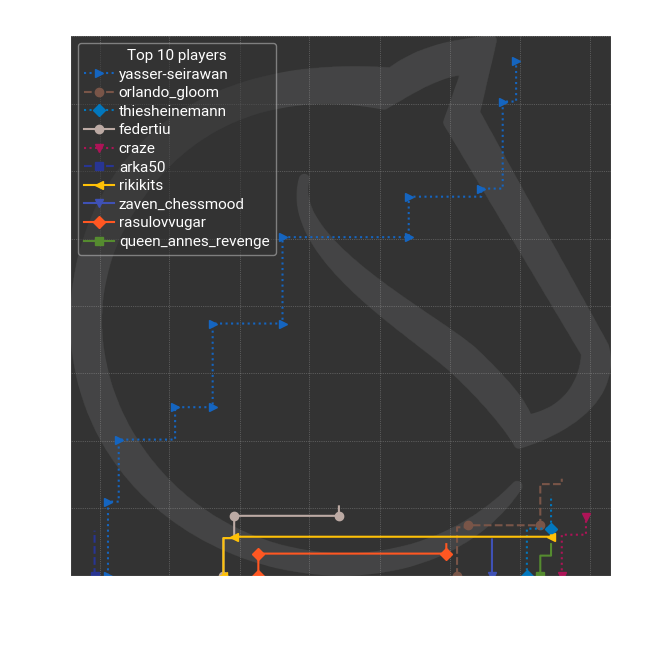 Top 10 players
yasser-seirawan
orlando_gloom
thiesheinemann
federtiu
craze
arka50
rikikits
zaven_chessmood
rasulovvugar
queen_annes_revenge